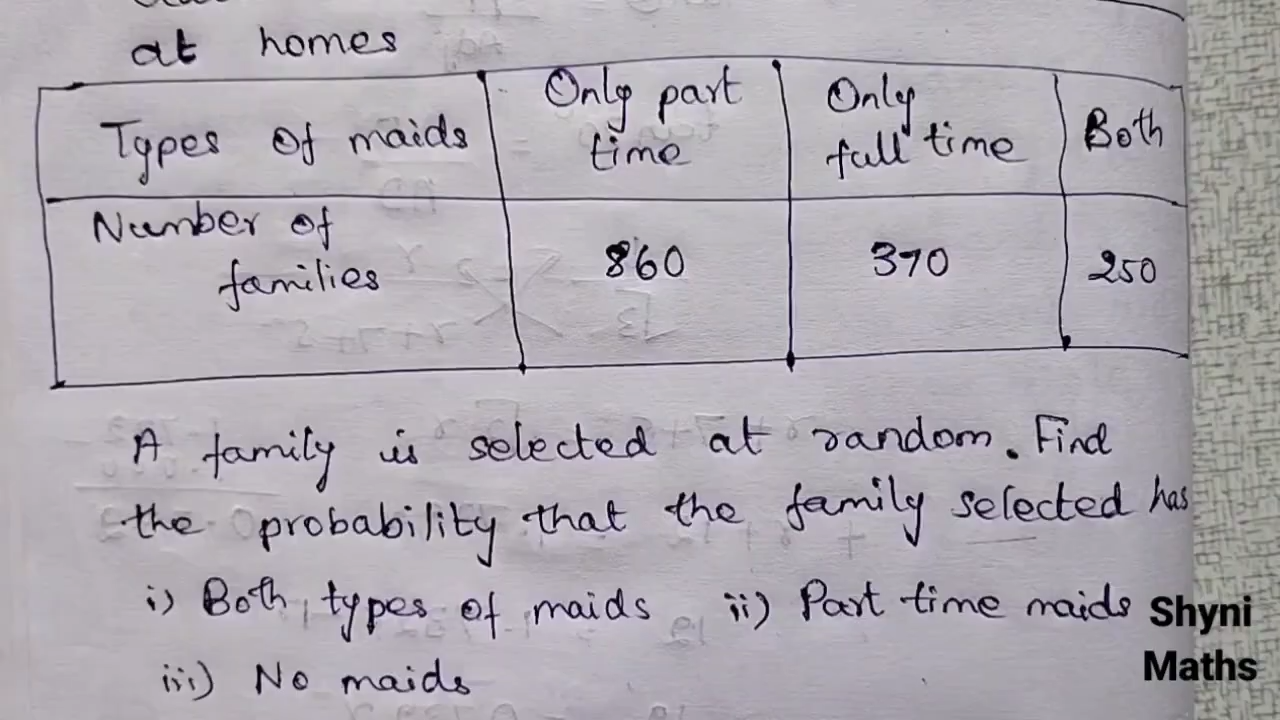 at homes
Types of maids
Only part
time
Only
full time
Both
Number of
families
860
370
250
A family is selected at random. Find
the probability that the family selected has
i) Both types of maids ii) Part time maids
iii) No maids
Shyni
Maths